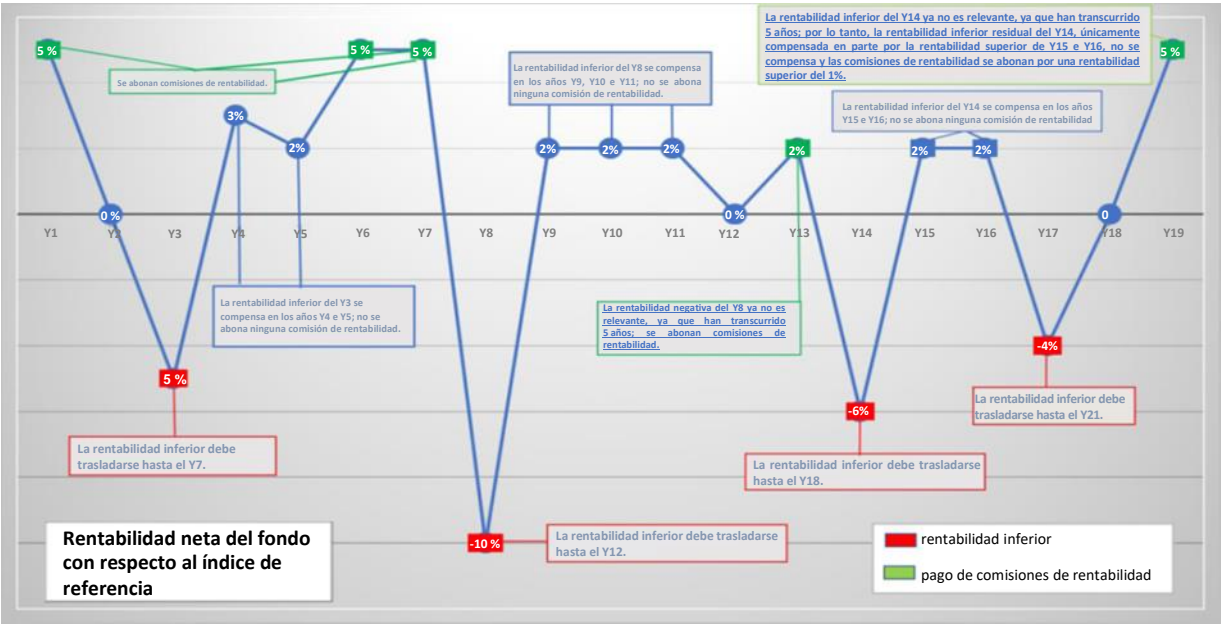 La rentabilidad inferior del Y14 ya no es relevante, ya que han transcurrido
5 años; por lo tanto, la rentabilidad inferior residual del Y14, únicamente
compensada en parte por la rentabilidad superior de Y15 e Y16, no se
compensa y las comisiones de rentabilidad se abonan por una rentabilidad
superior del 1%.
5 %
5 %
5 %
5 %
Se abonan comisiones de rentabilidad.
La rentabilidad inferior del Y8 se compensa
en los años Y9, Y10 e Y11; no se abona
ninguna comisión de rentabilidad.
La rentabilidad inferior del Y14 se compensa en los años
Y15 e Y16; no se abona ninguna comisión de rentabilidad
3%
2%
2%
2%
2%
2%
2%
2%
0 %
0 %
0
Y1
Y2
Y3
Y4
Y5
Y6
Y7
Y8
Y9
Y10
Y11
Y12
Y13
Y14
Y15
Y16
Y17
Y18
Y19
La rentabilidad inferior del Y3 se
compensa en los años Y4 e Y5; no se
abona ninguna comisión de rentabilidad.
La rentabilidad negativa del Y8 ya no es
relevante, ya que han transcurrido
5 años; se abonan comisiones de
rentabilidad.
-4%
5 %
-6%
La rentabilidad inferior debe
trasladarse hasta el Y21.
La rentabilidad inferior debe
trasladarse hasta el Y7.
La rentabilidad inferior debe trasladarse
hasta el Y18.
-10 %
La rentabilidad inferior debe trasladarse
hasta el Y12.
Rentabilidad neta del fondo
con respecto al índice de
referencia
rentabilidad inferior
pago de comisiones de rentabilidad